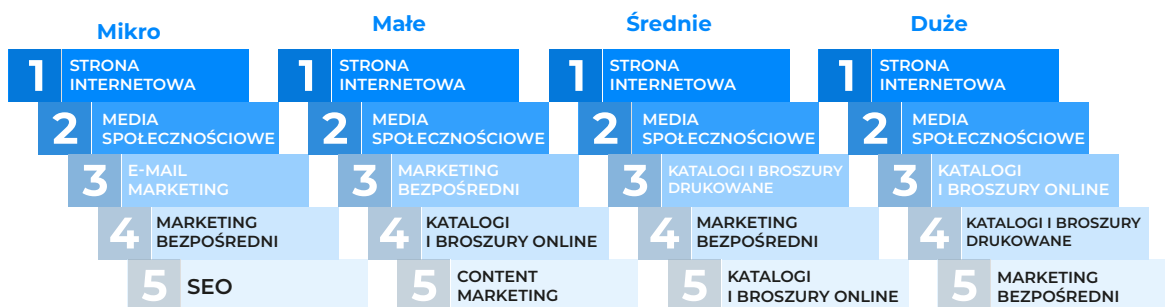 Mikro
1
STRONA
INTERNETOWA
2
MEDIA
SPOŁECZNOŚCIOWE
3
E-MAIL
MARKETING
4
MARKETING
BEZPOŚREDNI
5
SEO
Małe
1
STRONA
INTERNETOWA
2
MEDIA
SPOŁECZNOŚCIOWE
3
MARKETING
BEZPOŚREDNI
4
KATALOGI
I BROSZURY ONLINE
5
CONTENT
MARKETING
Średnie
1
STRONA
INTERNETOWA
2
MEDIA
SPOŁECZNOŚCIOWE
3
KATALOGI I BROSZURY
DRUKOWANE
4
MARKETING
BEZPOŚREDNI
5
KATALOGI
I BROSZURY ONLINE
Duże
1
STRONA
INTERNETOWA
2
MEDIA
SPOŁECZNOŚCIOWE
3
KATALOGI
I BROSZURY ONLINE
4
KATALOGI I BROSZURY
DRUKOWANE
5
MARKETING
BEZPOŚREDNI